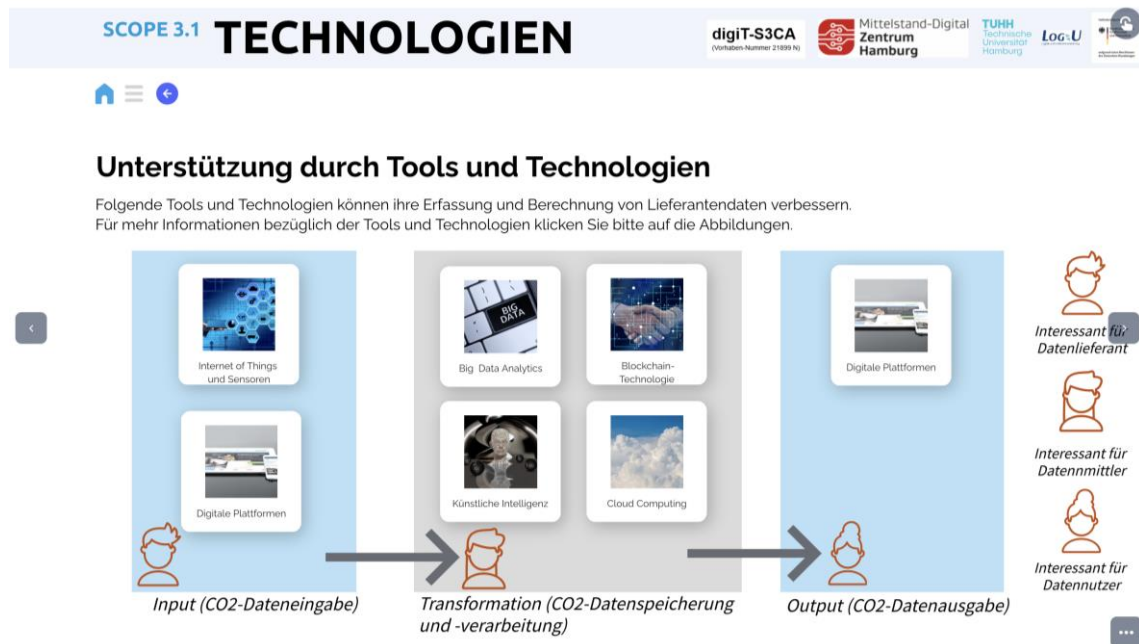 SCOPE 3.1 TECHNOLOGIEN
digiT-S3CA
(Vorhaben-Nummer 21899 N)
Mittelstand-Digital
Zentrum
Hamburg
TUHH
Technische
Universität
Hamburg
LogU
Unterstützung durch Tools und Technologien
Folgende Tools und Technologien können ihre Erfassung und Berechnung von Lieferantendaten verbessern.
Für mehr Informationen bezüglich der Tools und Technologien klicken Sie bitte auf die Abbildungen.
Internet of Things
und Sensoren
Digitale Plattformen
Input (CO2-Dateneingabe)
BIG
DATA
Big Data Analytics
Blockchain-
Technologie
Künstliche Intelligenz
Cloud Computing
Transformation (CO2-Datenspeicherung
und -verarbeitung)
Digitale Plattformen
Output (CO2-Datenausgabe)
Interessant für
Datenlieferant
Interessant für
Datennmittler
Interessant für
Datennutzer